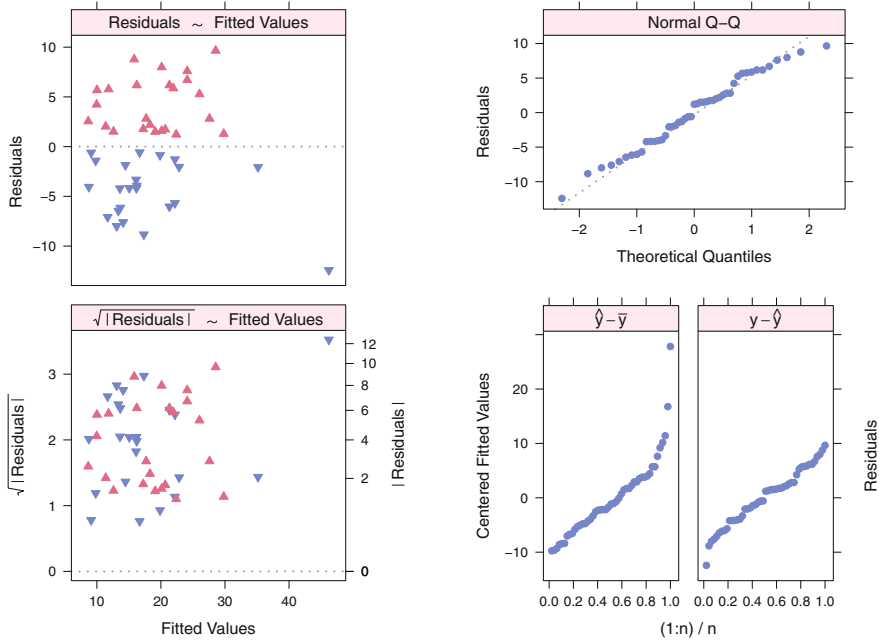 Residuals ~ Fitted Values
Residuals
10
5
0
−5
−10
Normal Q−Q
Residuals
10
5
0
−5
−10
−2 −1 0 1 2
Theoretical Quantiles
√|Residuals| ~ Fitted Values
√|Residuals|
3
2
1
0
12
10
8
6
4
2
0
|Residuals|
10 20 30 40
Fitted Values
ŷ − ȳ
y − ŷ
Centered Fitted Values
20
10
0
−10
Residuals
0.0 0.2 0.4 0.6 0.8 1.0
0.0 0.2 0.4 0.6 0.8 1.0
(1:n) / n